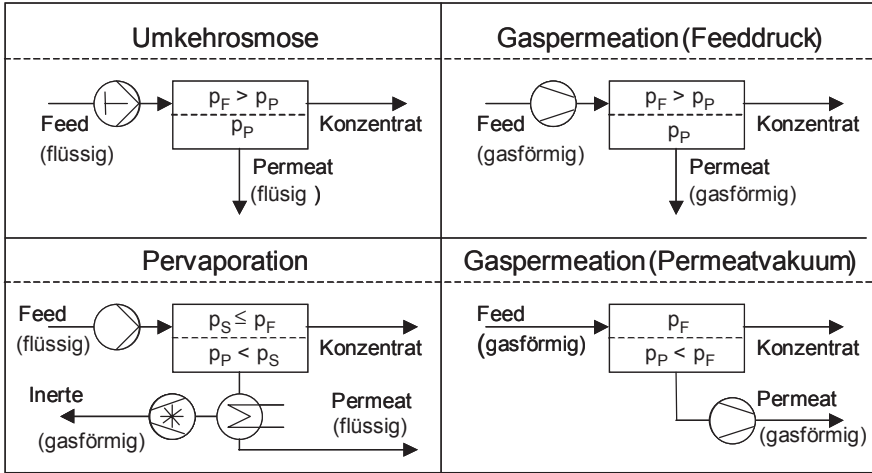 Umkehrosmose
p_F > p_P
p_P
Feed
(flüssig)
Konzentrat
Permeat
(flüsig )
Gaspermeation (Feeddruck)
p_F > p_P
p_P
Feed
(gasförmig)
Konzentrat
Permeat
(gasförmig)
Pervaporation
Feed
(flüssig)
p_S ≤ p_F
p_P < p_S
Konzentrat
Inerte
(gasförmig)
Permeat
(flüssig)
Gaspermeation (Permeatvakuum)
Feed
(gasförmig)
p_F
p_P < p_F
Konzentrat
Permeat
(gasförmig)